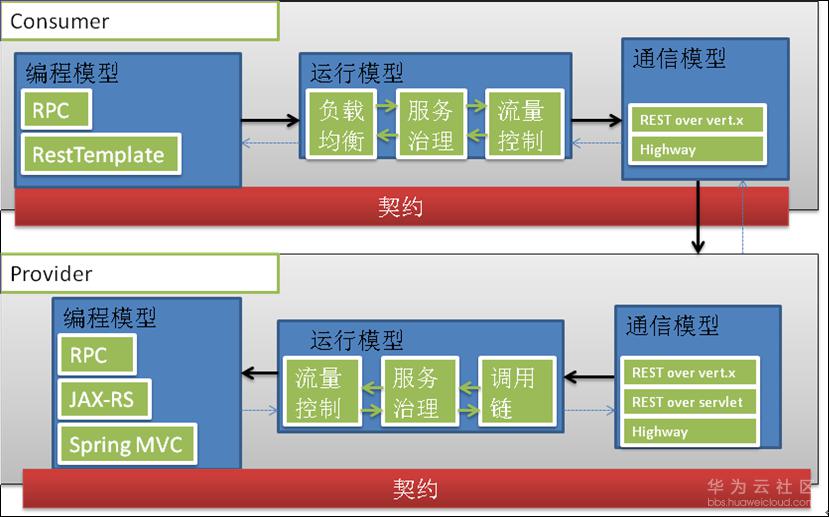 Consumer
编程模型
RPC
RestTemplate
运行模型
负载
均衡
服务
治理
流量
控制
通信模型
REST over vert.x
Highway
契约
Provider
编程模型
RPC
JAX-RS
Spring MVC
运行模型
流量
控制
服务
治理
调用
链
通信模型
REST over vert.x
REST over servlet
Highway
契约
华为云社区
bbs.huaweicloud.com